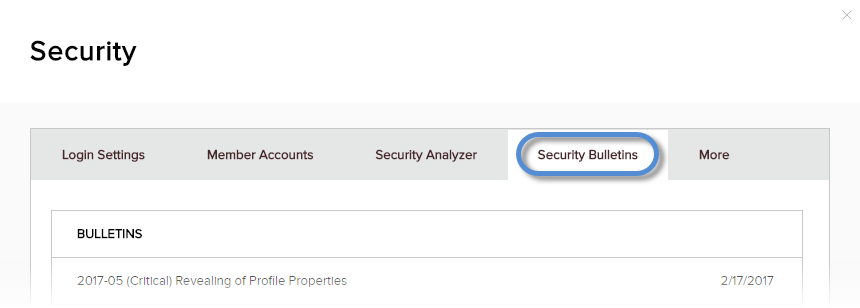 Security
Login Settings Member Accounts Security Analyzer Security Bulletins More
BULLETINS
2017-05 (Critical) Revealing of Profile Properties 2/17/2017